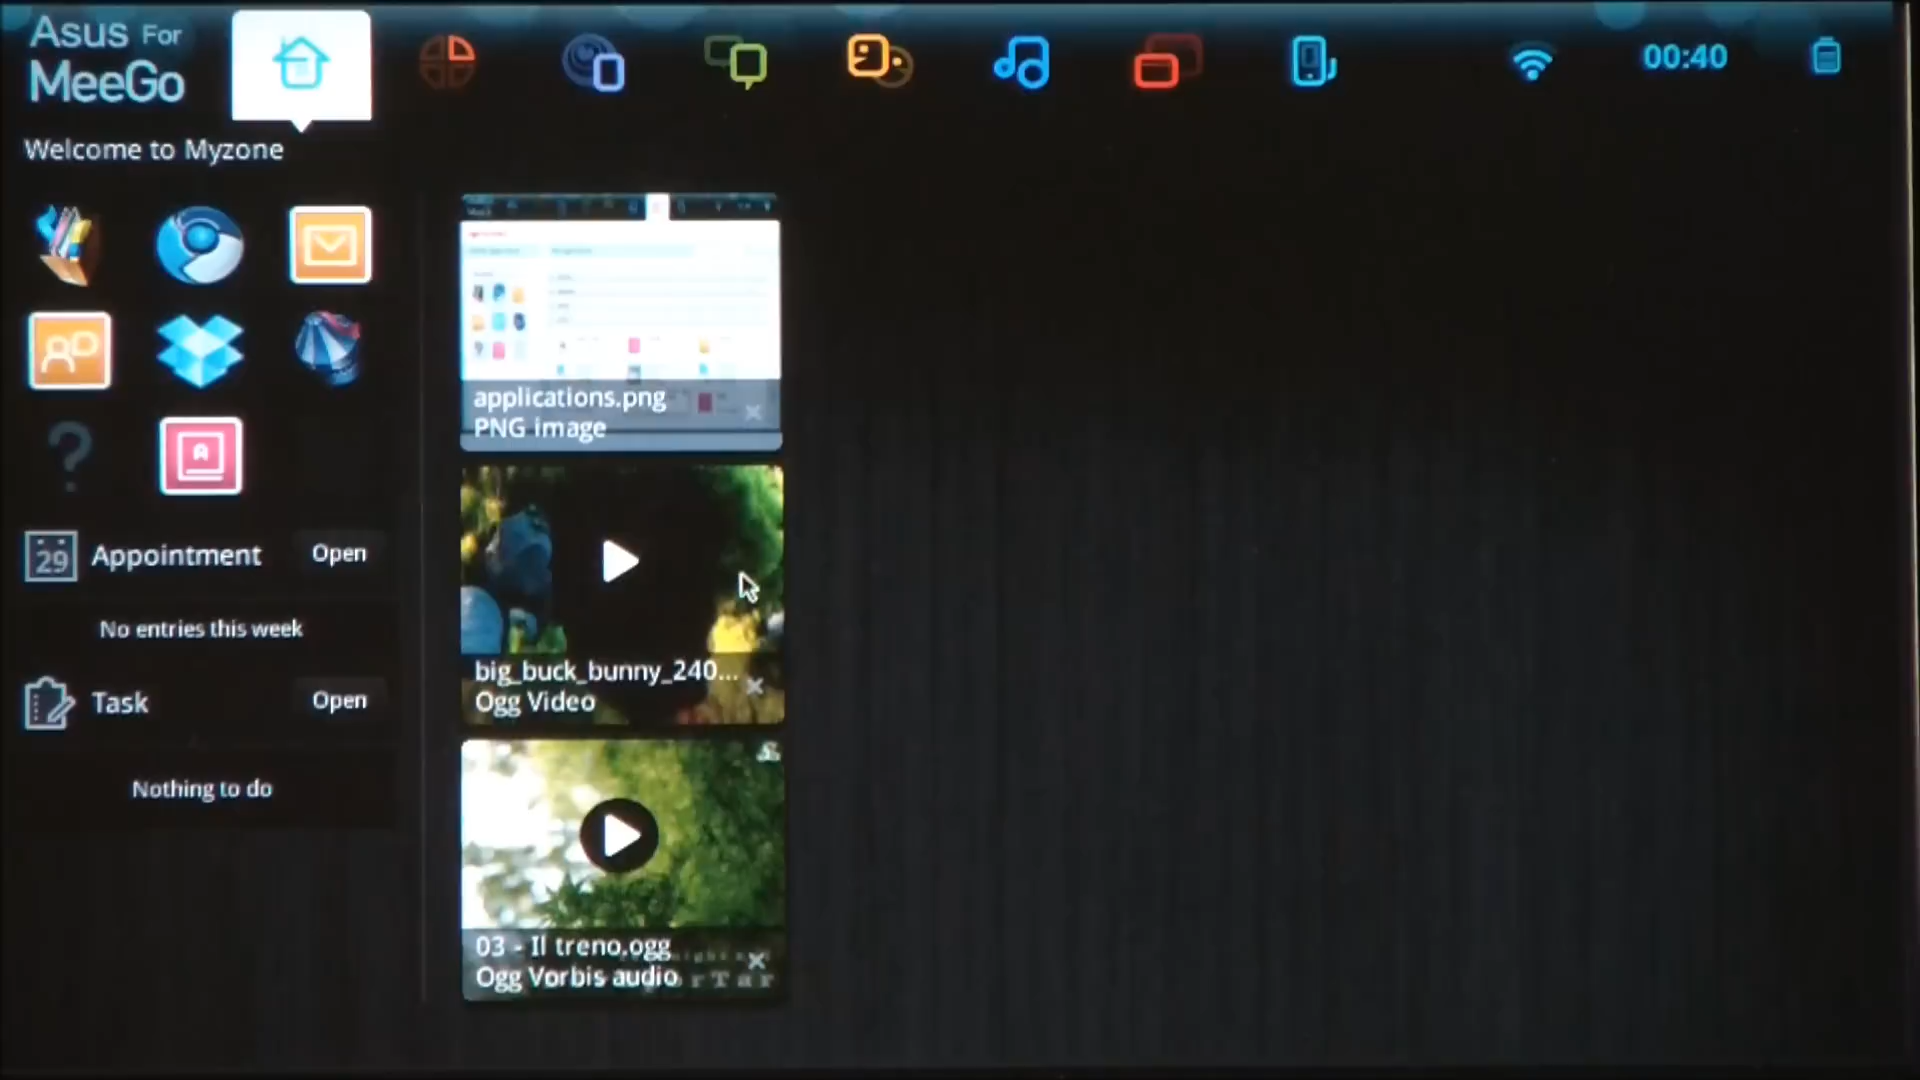 Asus For
MeeGo
00:40
Welcome to Myzone
applications.png
PNG image
A
29
Appointment
Open
No entries this week
big_buck_bunny_240...
Ogg Video
Task
Open
Nothing to do
03 - Il treno.ogg
Ogg Vorbis audio